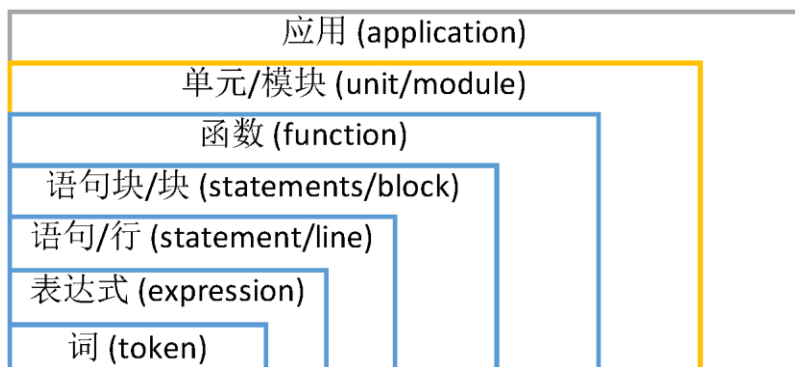 应用 (application)
单元/模块 (unit/module)
函数 (function)
语句块/块 (statements/block)
语句/行 (statement/line)
表达式 (expression)
词 (token)